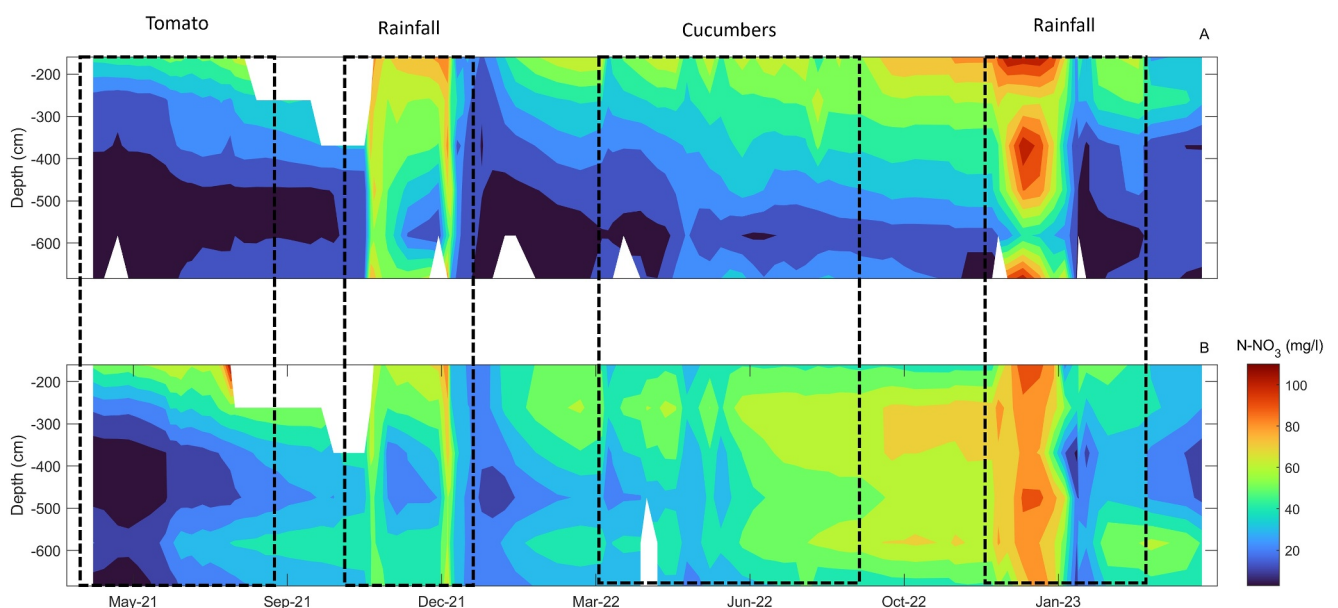 Tomato
Rainfall
Cucumbers
Rainfall
A
-200
-300
-400
-500
-600
Depth (cm)
B
-200
-300
-400
-500
-600
Depth (cm)
May-21
Sep-21
Dec-21
Mar-22
Jun-22
Oct-22
Jan-23
N-NO3 (mg/l)
100
80
60
40
20